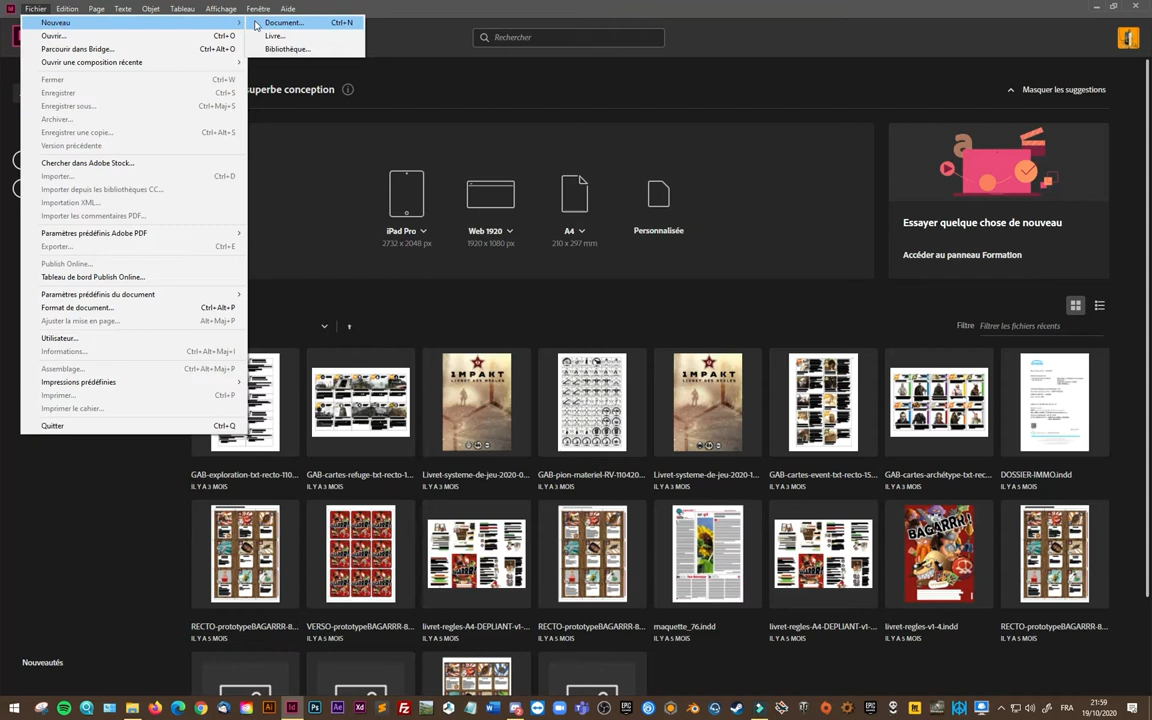 Fichier Edition Page Texte Objet Tableau Affichage Fenêtre Aide
Nouveau
Ouvrir... Ctrl+O
Parcourir dans Bridge... Ctrl+Alt+O
Ouvrir une composition récente
Fermer Ctrl+W
Enregistrer Ctrl+S
Enregistrer sous... Ctrl+Maj+S
Archiver...
Enregistrer une copie... Ctrl+Alt+S
Version précédente
Chercher dans Adobe Stock...
Importer... Ctrl+D
Importer depuis les bibliothèques CC...
Importation XML...
Importer les commentaires PDF...
Paramètres prédéfinis Adobe PDF
Exporter... Ctrl+E
Publish Online...
Tableau de bord Publish Online...
Paramètres prédéfinis du document
Format de document... Ctrl+Alt+P
Ajuster la mise en page... Alt+Maj+P
Utilisateur...
Informations... Ctrl+Alt+Maj+I
Assemblage... Ctrl+Alt+Maj+P
Impressions prédéfinies
Imprimer... Ctrl+P
Imprimer le cahier...
Quitter Ctrl+Q
Document... Ctrl+N
Livre...
Bibliothèque...
Rechercher
superbe conception
Masquer les suggestions
iPad Pro
2732 x 2048 px
Web 1920
1920 x 1080 px
A4
210 x 297 mm
Personnalisée
Essayer quelque chose de nouveau
Accéder au panneau Formation
Filtre Filtrer les fichiers récents
1MPAKT
LIVRET DES RÈGLES
1MPAKT
LIVRET DES RÈGLES
GAB-exploration-txt-recto-110...
IL Y A 3 MOIS
GAB-cartes-refuge-txt-recto-1...
IL Y A 3 MOIS
Livret-systeme-de-jeu-2020-0...
IL Y A 3 MOIS
GAB-pion-materiel-RV-110420...
IL Y A 3 MOIS
Livret-systeme-de-jeu-2020-1...
IL Y A 3 MOIS
GAB-cartes-event-txt-recto-15...
IL Y A 3 MOIS
GAB-cartes-archétype-txt-rec...
IL Y A 3 MOIS
DOSSIER-IMMO.indd
IL Y A 5 MOIS
BAGARRR!
RECTO-prototypeBAGARRR-8...
IL Y A 5 MOIS
VERSO-prototypeBAGARRR-8...
IL Y A 5 MOIS
livret-regles-A4-DEPLIANT-v1-...
IL Y A 5 MOIS
RECTO-prototypeBAGARRR-8...
IL Y A 5 MOIS
maquette_76.indd
IL Y A 5 MOIS
livret-regles-A4-DEPLIANT-v1-...
IL Y A 5 MOIS
livret-regles-v1-4.indd
IL Y A 5 MOIS
RECTO-prototypeBAGARRR-8...
IL Y A 5 MOIS
Nouveautés
FRA
21:59
19/10/2020